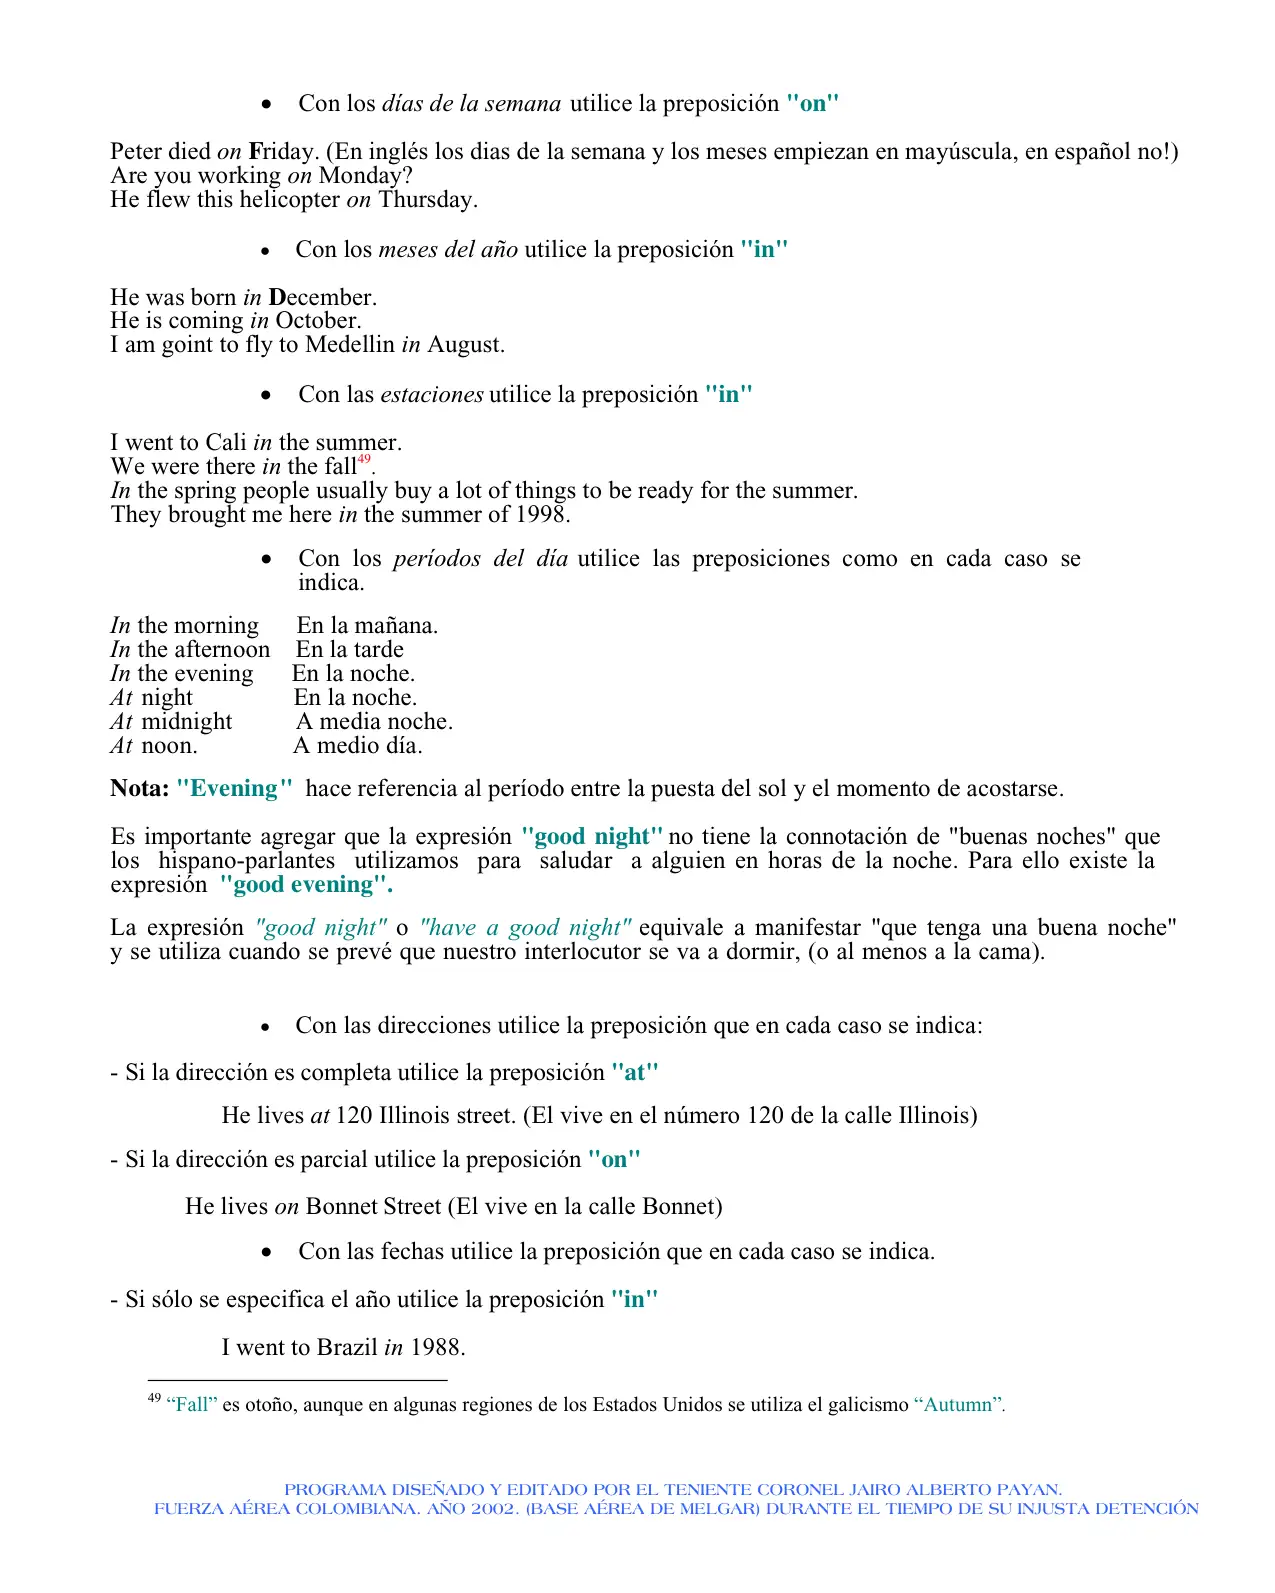 • Con los días de la semana utilice la preposición "on"
Peter died on Friday. (En inglés los dias de la semana y los meses empiezan en mayúscula, en español no!)
Are you working on Monday?
He flew this helicopter on Thursday.
• Con los meses del año utilice la preposición "in"
He was born in December.
He is coming in October.
I am goint to fly to Medellin in August.
• Con las estaciones utilice la preposición "in"
I went to Cali in the summer.
We were there in the fall49.
In the spring people usually buy a lot of things to be ready for the summer.
They brought me here in the summer of 1998.
• Con los períodos del día utilice las preposiciones como en cada caso se
indica.
In the morning En la mañana.
In the afternoon En la tarde
In the evening En la noche.
At night En la noche.
At midnight A media noche.
At noon. A medio día.
Nota: "Evening" hace referencia al período entre la puesta del sol y el momento de acostarse.
Es importante agregar que la expresión "good night" no tiene la connotación de "buenas noches" que
los hispano-parlantes utilizamos para saludar a alguien en horas de la noche. Para ello existe la
expresión "good evening".
La expresión "good night" o "have a good night" equivale a manifestar "que tenga una buena noche"
y se utiliza cuando se prevé que nuestro interlocutor se va a dormir, (o al menos a la cama).
• Con las direcciones utilice la preposición que en cada caso se indica:
- Si la dirección es completa utilice la preposición "at"
He lives at 120 Illinois street. (El vive en el número 120 de la calle Illinois)
- Si la dirección es parcial utilice la preposición "on"
He lives on Bonnet Street (El vive en la calle Bonnet)
• Con las fechas utilice la preposición que en cada caso se indica.
- Si sólo se especifica el año utilice la preposición "in"
I went to Brazil in 1988.
49 “Fall” es otoño, aunque en algunas regiones de los Estados Unidos se utiliza el galicismo “Autumn”.
PROGRAMA DISEÑADO Y EDITADO POR EL TENIENTE CORONEL JAIRO ALBERTO PAYAN.
FUERZA AÉREA COLOMBIANA. AÑO 2002. (BASE AÉREA DE MELGAR) DURANTE EL TIEMPO DE SU INJUSTA DETENCIÓN